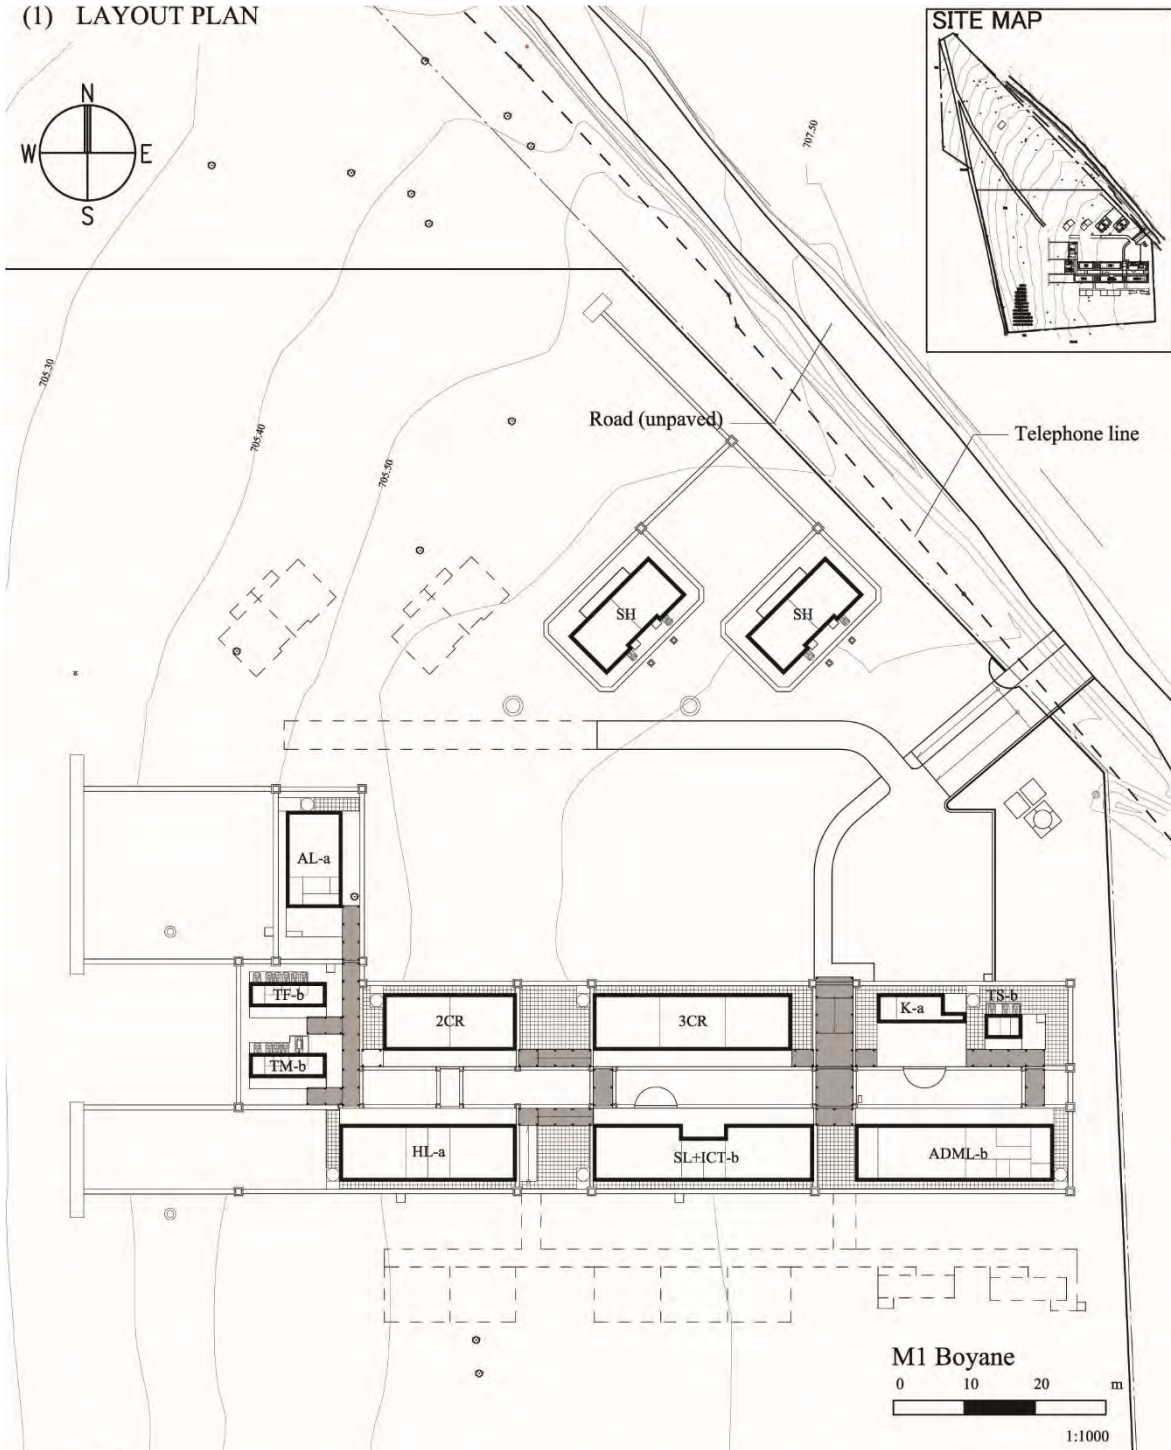 (1) LAYOUT PLAN
SITE MAP
N
W E
S
707.50
705.30
705.40
705.50
Road (unpaved)
Telephone line
SH
SH
AL-a
TF-b
2CR
3CR
K-a
TS-b
TM-b
HL-a
SL+ICT-b
ADML-b
M1 Boyane
0 10 20 m
1:1000